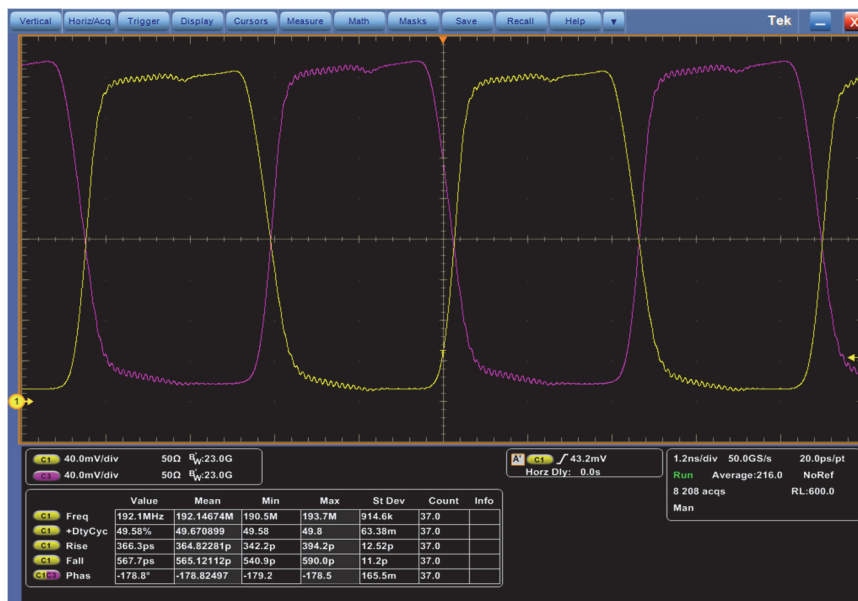 Vertical Horiz/Acq Trigger Display Cursors Measure Math Masks Save Recall Help Tek X
T
1
C1 40.0mV/div 50Ω BW:23.0G
C3 40.0mV/div 50Ω BW:23.0G
A' C1 43.2mV
Horz Dly: 0.0s
1.2ns/div 50.0GS/s 20.0ps/pt
Run Average:216.0 NoRef
8 208 acqs RL:600.0
Man
Value Mean Min Max St Dev Count Info
C1 Freq 192.1MHz 192.14674M 190.5M 193.7M 914.6k 37.0
C1 +DtyCyc 49.58% 49.670899 49.58 49.8 63.38m 37.0
C1 Rise 366.3ps 364.82281p 342.2p 394.2p 12.52p 37.0
C1 Fall 567.7ps 565.12112p 540.9p 590.0p 11.2p 37.0
C1C3 Phas -178.8° -178.82497 -179.2 -178.5 165.5m 37.0